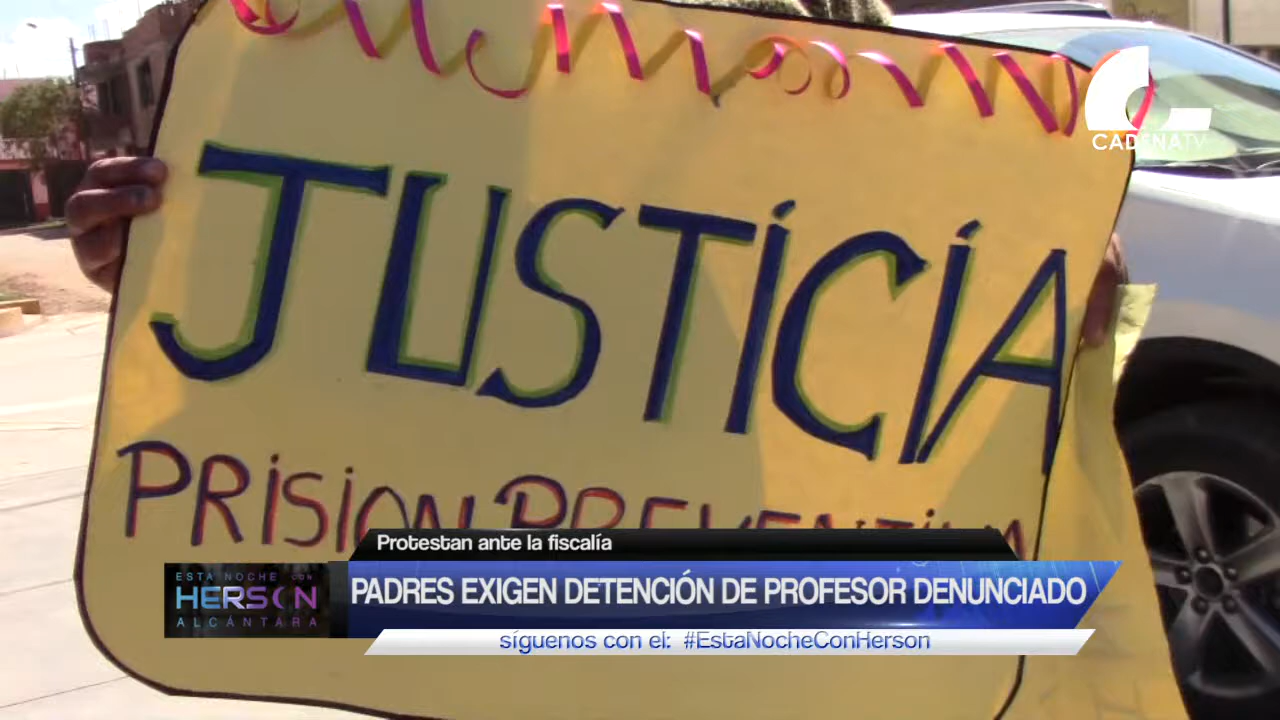 CADENATV
JUSTICIA
PRISION PREVENTIVA
Protestan ante la fiscalía
ESTA NOCHE CON
HERSON
ALCÁNTARA
PADRES EXIGEN DETENCIÓN DE PROFESOR DENUNCIADO
síguenos con el: #EstaNocheConHerson